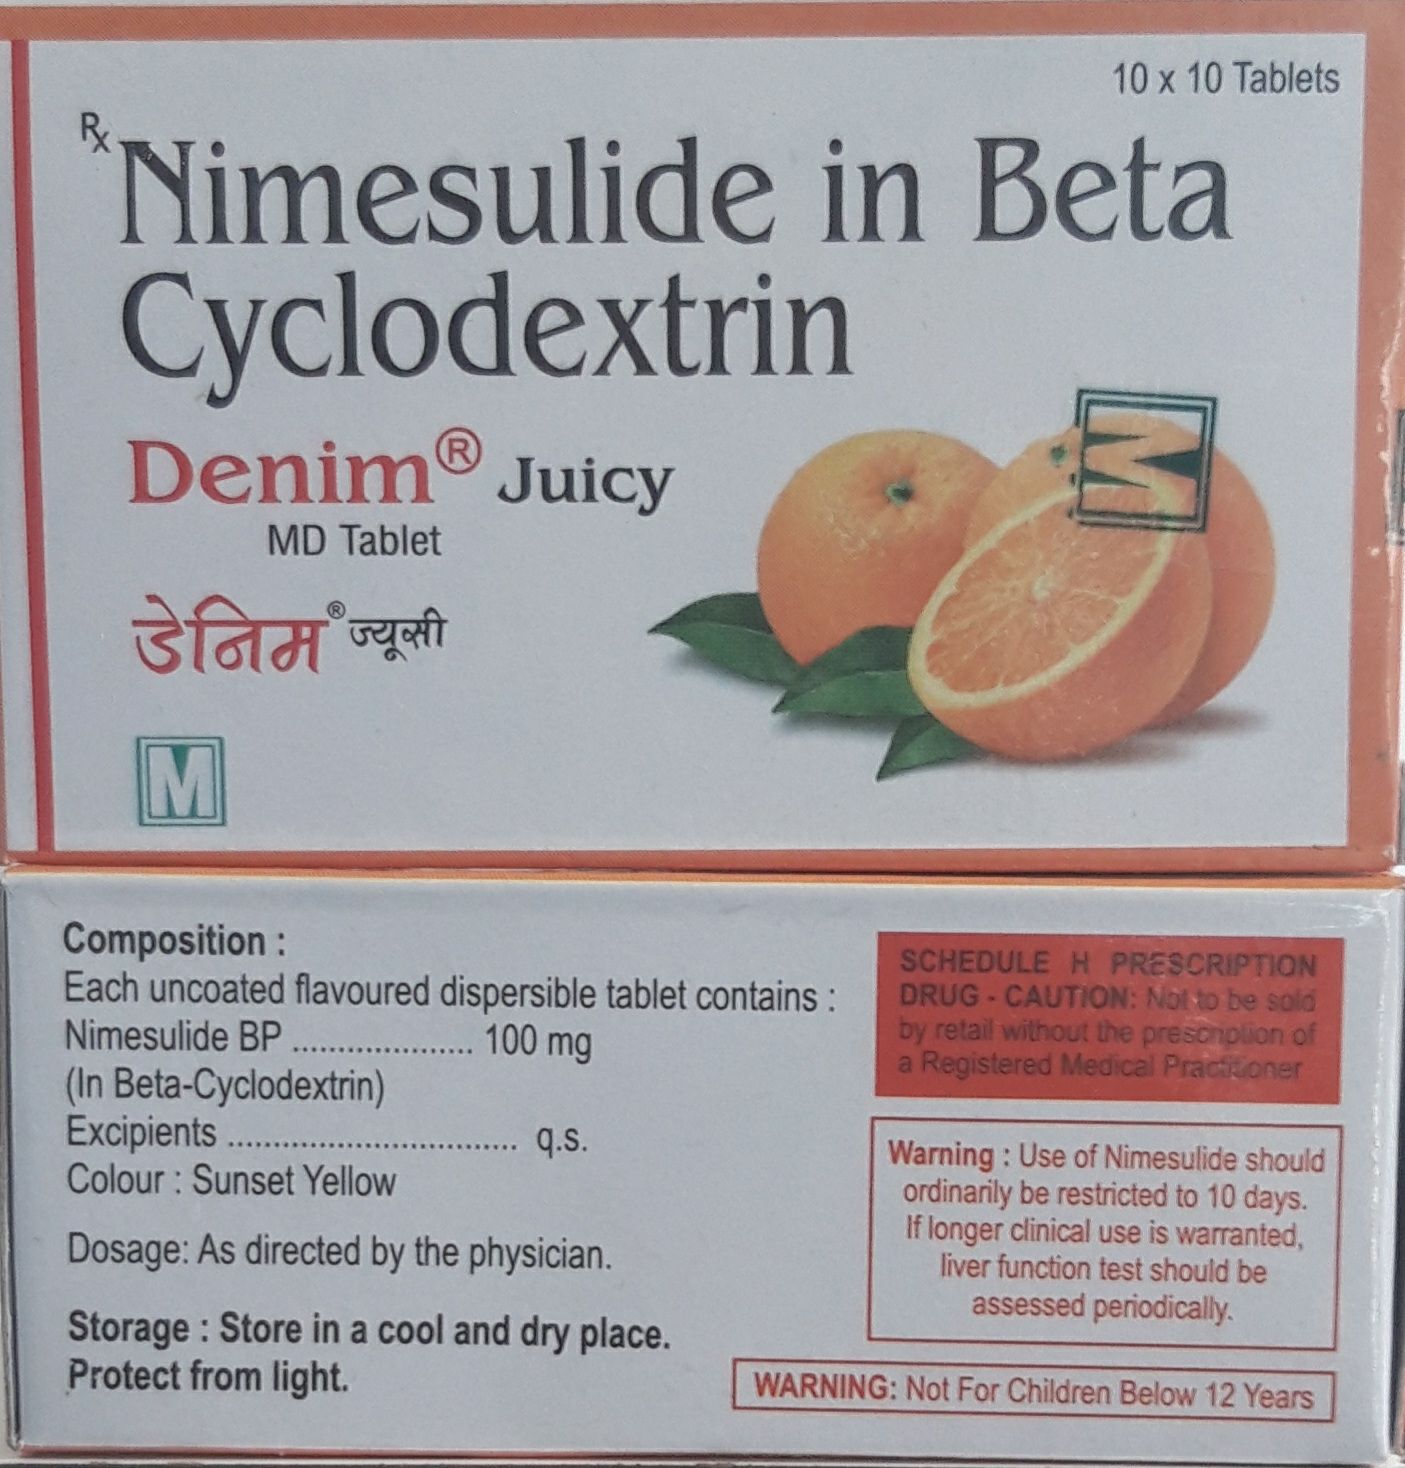 10 x 10 Tablets
Rx Nimesulide in Beta
Cyclodextrin
Denim® Juicy
MD Tablet
डेनिम® ज्यूसी
M
M
Composition :
Each uncoated flavoured dispersible tablet contains :
Nimesulide BP .................... 100 mg
(In Beta-Cyclodextrin)
Excipients ................................ q.s.
Colour : Sunset Yellow
Dosage: As directed by the physician.
Storage : Store in a cool and dry place.
Protect from light.
SCHEDULE H PRESCRIPTION
DRUG - CAUTION: Not to be sold
by retail without the prescription of
a Registered Medical Practitioner
Warning : Use of Nimesulide should
ordinarily be restricted to 10 days.
If longer clinical use is warranted,
liver function test should be
assessed periodically.
WARNING: Not For Children Below 12 Years